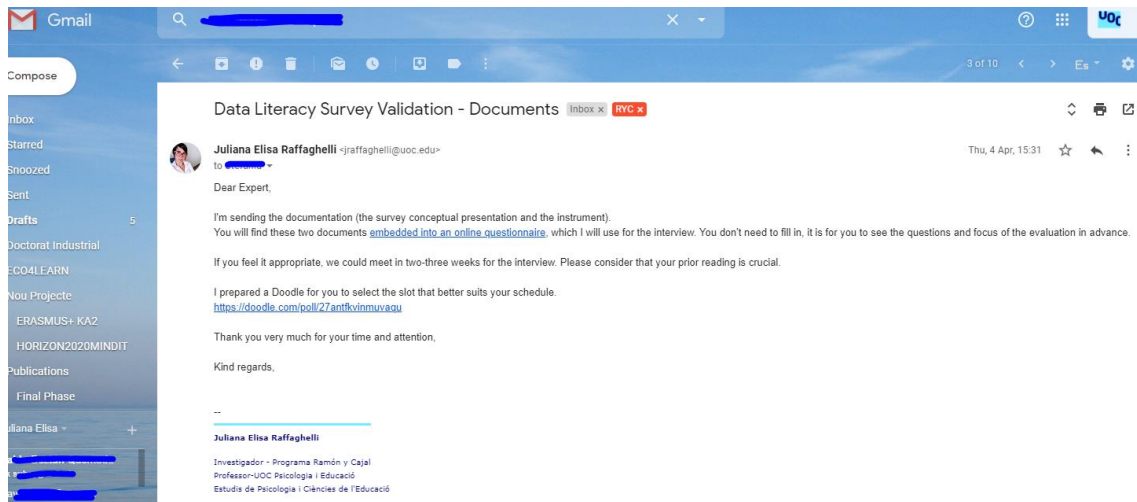 Gmail
UOC
Compose
3 of 10
Es
Data Literacy Survey Validation - Documents Inbox x RYC x
Inbox
Starred
Juliana Elisa Raffaghelli <jraffaghelli@uoc.edu>
Thu, 4 Apr, 15:31
to
Snoozed
Dear Expert,
Sent
I'm sending the documentation (the survey conceptual presentation and the instrument).
Drafts 5
You will find these two documents embedded into an online questionnaire, which I will use for the interview. You don't need to fill in, it is for you to see the questions and focus of the evaluation in advance.
Doctorat Industrial
ECO4LEARN
If you feel it appropriate, we could meet in two-three weeks for the interview. Please consider that your prior reading is crucial.
Nou Projecte
I prepared a Doodle for you to select the slot that better suits your schedule.
https://doodle.com/poll/27antfkvinmuvaqu
ERASMUS+ KA2
HORIZON2020MINDIT
Thank you very much for your time and attention,
Publications
Kind regards,
Final Phase
--
uliana Elisa
Juliana Elisa Raffaghelli
Investigador - Programa Ramón y Cajal
Professor-UOC Psicologia i Educació
Estudis de Psicologia i Ciències de l'Educació